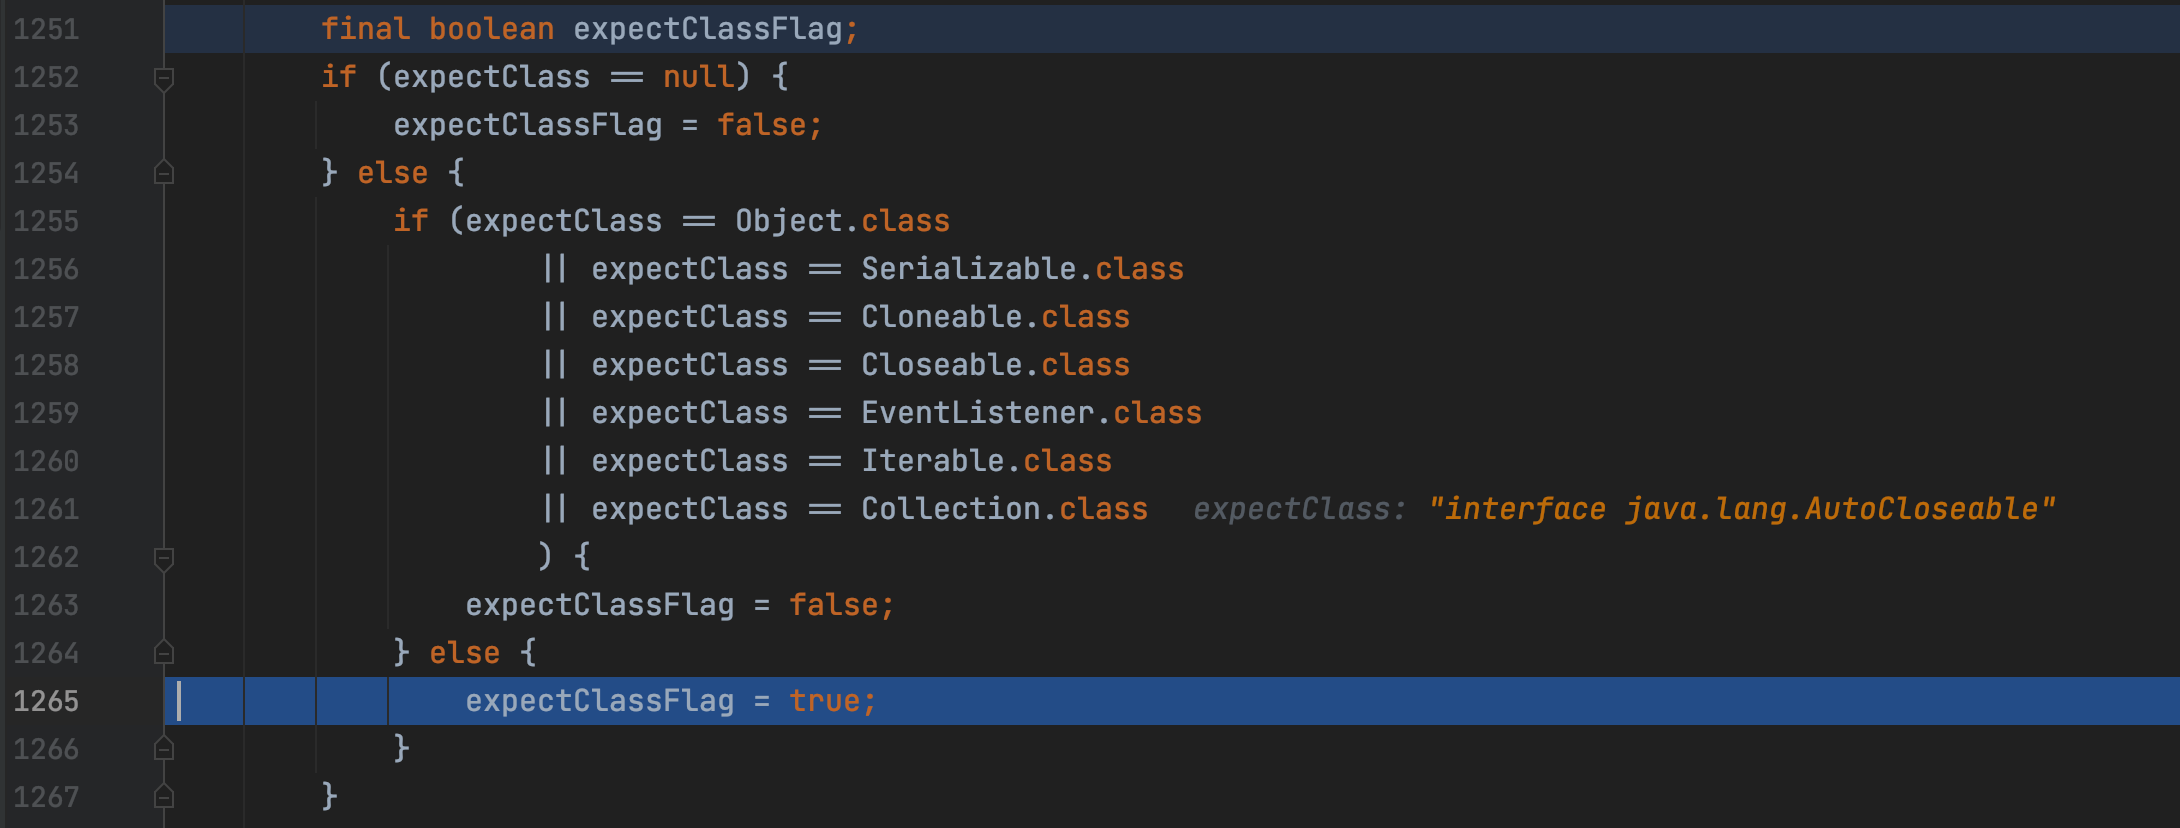 1251 final boolean expectClassFlag;
1252 if (expectClass == null) {
1253 expectClassFlag = false;
1254 } else {
1255 if (expectClass == Object.class
1256 || expectClass == Serializable.class
1257 || expectClass == Cloneable.class
1258 || expectClass == Closeable.class
1259 || expectClass == EventListener.class
1260 || expectClass == Iterable.class
1261 || expectClass == Collection.class expectClass: "interface java.lang.AutoCloseable"
1262 ) {
1263 expectClassFlag = false;
1264 } else {
1265 expectClassFlag = true;
1266 }
1267 }